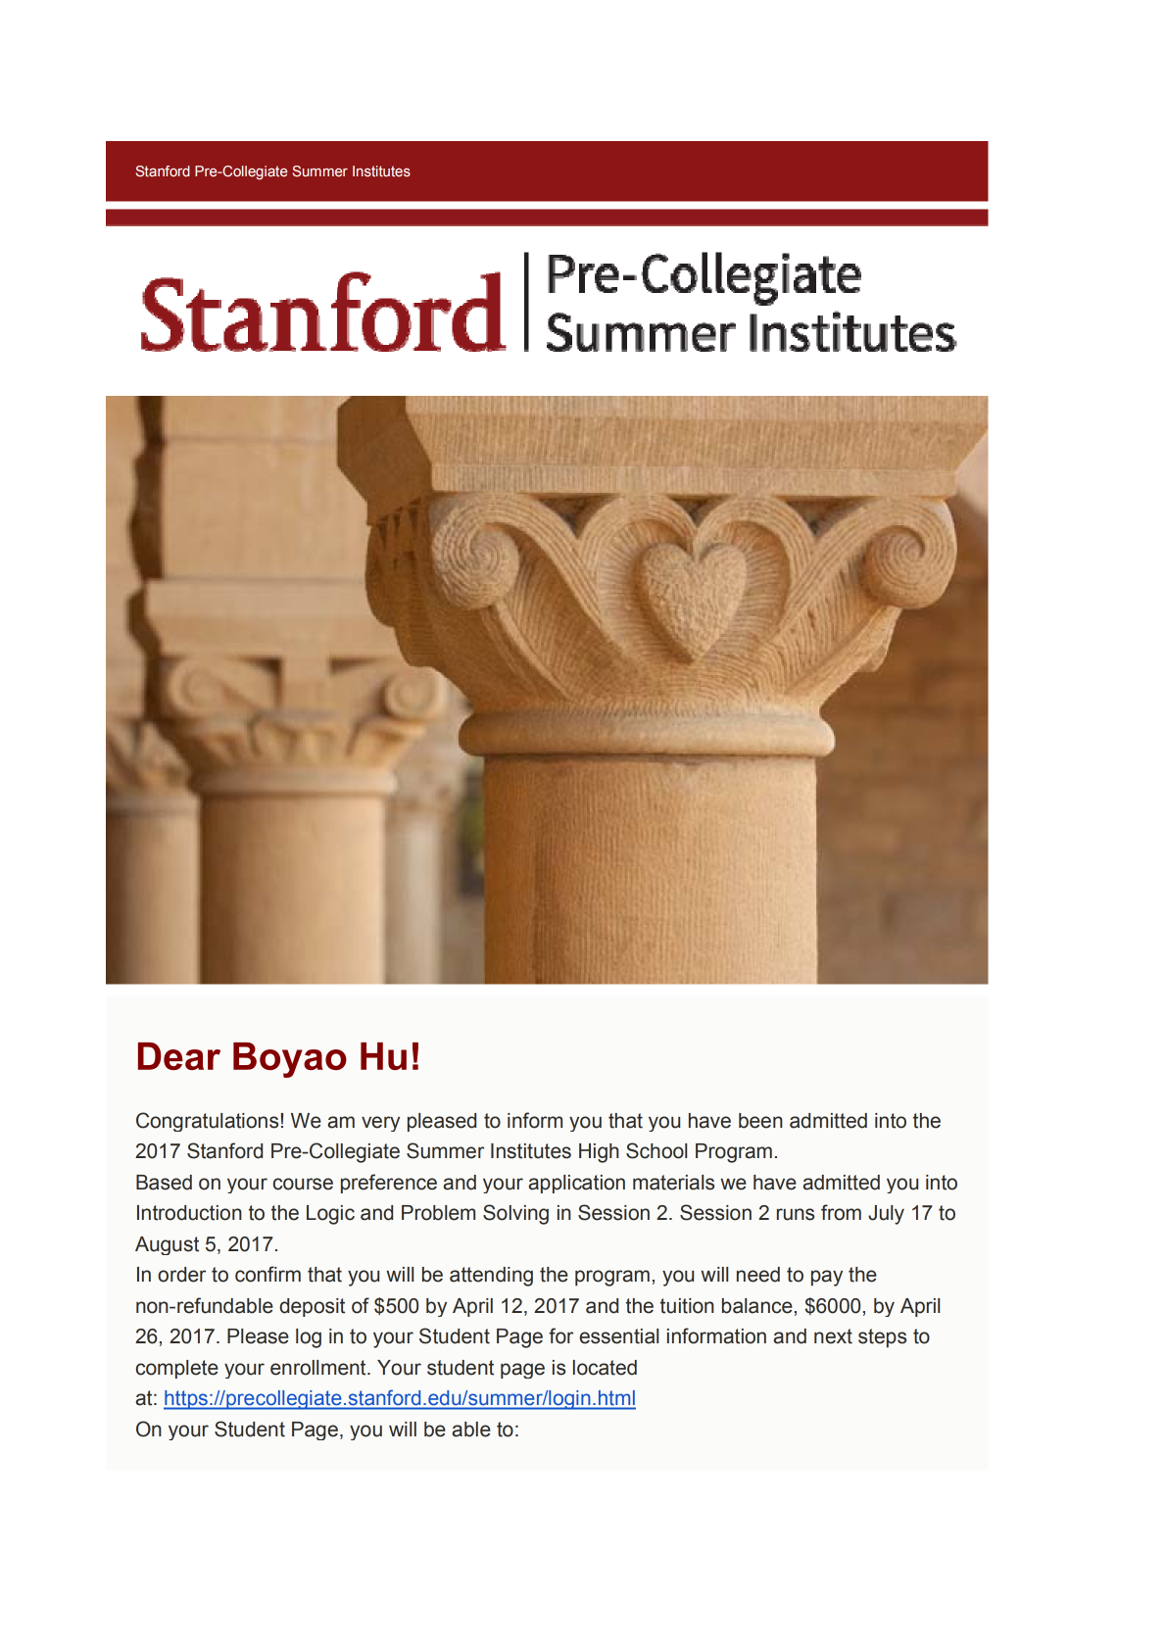 Stanford Pre-Collegiate Summer Institutes
Stanford
Pre-Collegiate
Summer Institutes
Dear Boyao Hu!
Congratulations! We am very pleased to inform you that you have been admitted into the
2017 Stanford Pre-Collegiate Summer Institutes High School Program.
Based on your course preference and your application materials we have admitted you into
Introduction to the Logic and Problem Solving in Session 2. Session 2 runs from July 17 to
August 5, 2017.
In order to confirm that you will be attending the program, you will need to pay the
non-refundable deposit of $500 by April 12, 2017 and the tuition balance, $6000, by April
26, 2017. Please log in to your Student Page for essential information and next steps to
complete your enrollment. Your student page is located
at: https://precollegiate.stanford.edu/summer/login.html
On your Student Page, you will be able to: